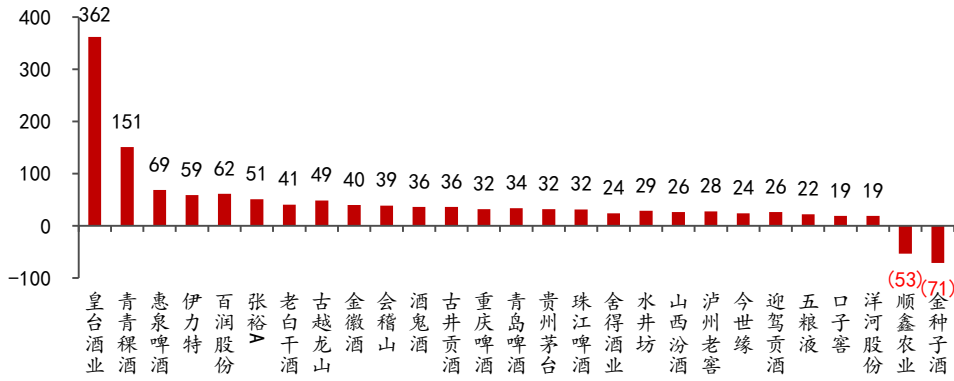 400
300
200
100
0
-100
362
151
69
59
62
51
41
49
40
39
36
36
32
34
32
32
24
29
26
28
24
26
22
19
19
(53)
(71)
皇台酒业
青青稞酒
惠泉啤酒
伊力特
百润股份
张裕A
老白干酒
古越龙山
金徽酒
会稽山
酒鬼酒
古井贡酒
重庆啤酒
青岛啤酒
贵州茅台
珠江啤酒
舍得酒业
水井坊
山西汾酒
泸州老窖
今世缘
迎驾贡酒
五粮液
口子窖
洋河股份
顺鑫农业
金种子酒